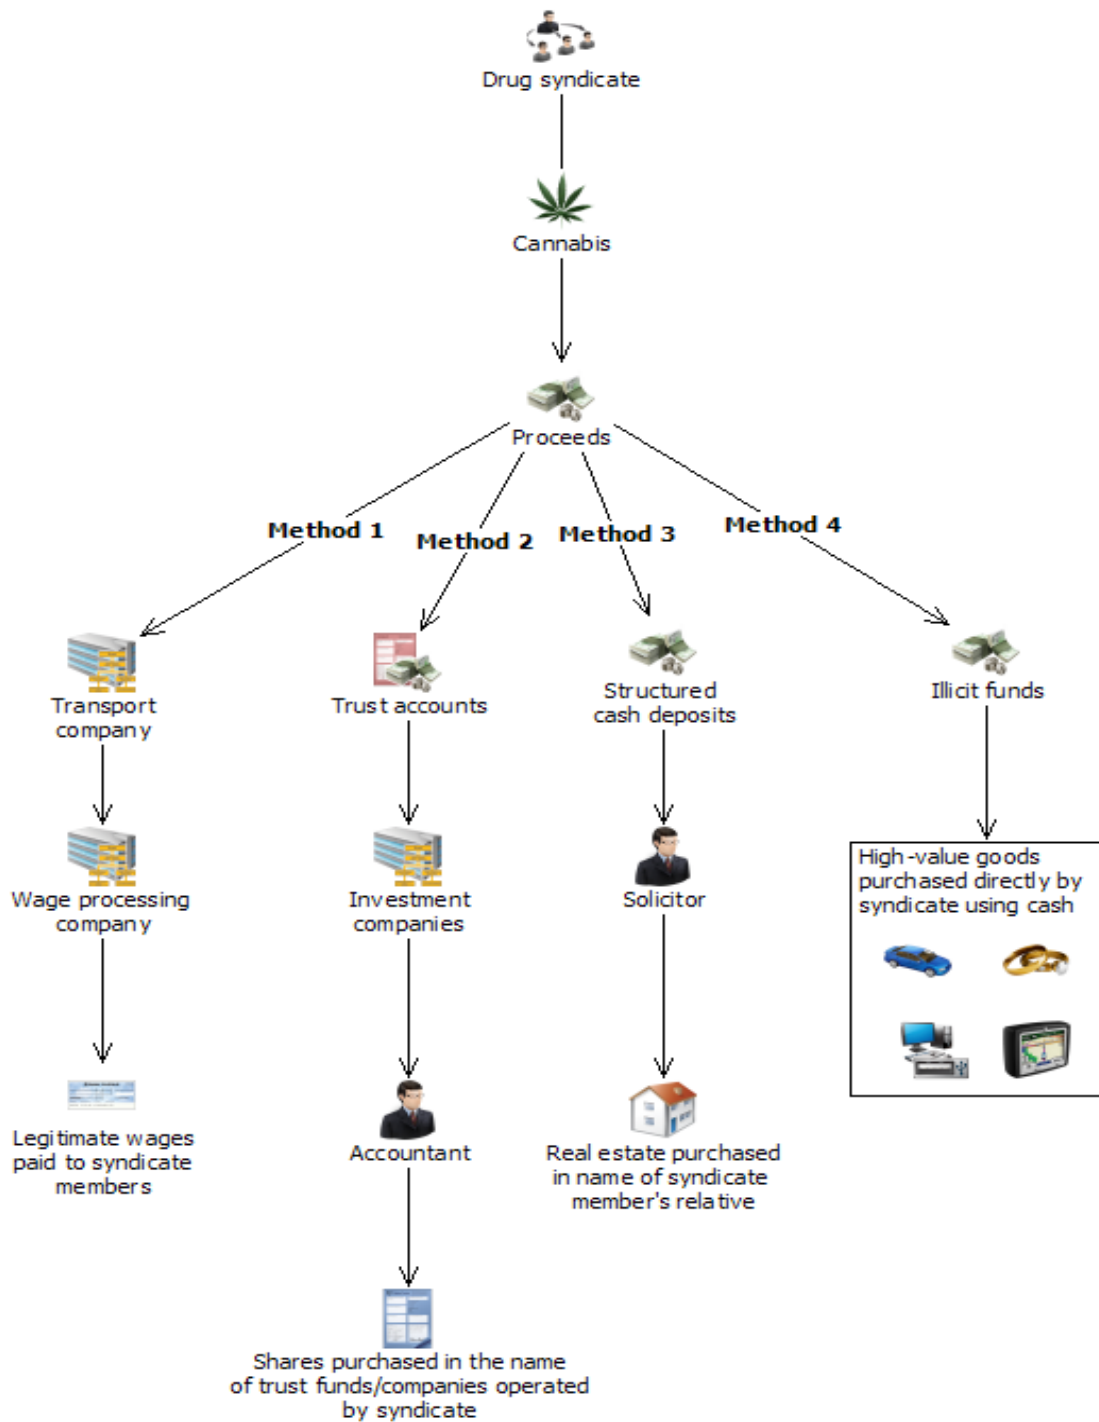 Drug syndicate
Cannabis
Proceeds
Method 1
Method 2
Method 3
Method 4
Transport
company
Wage processing
company
Legitimate wages
paid to syndicate
members
Trust accounts
Investment
companies
Accountant
Shares purchased in the name
of trust funds/companies operated
by syndicate
Structured
cash deposits
Solicitor
Real estate purchased
in name of syndicate
member's relative
Illicit funds
High-value goods
purchased directly by
syndicate using cash